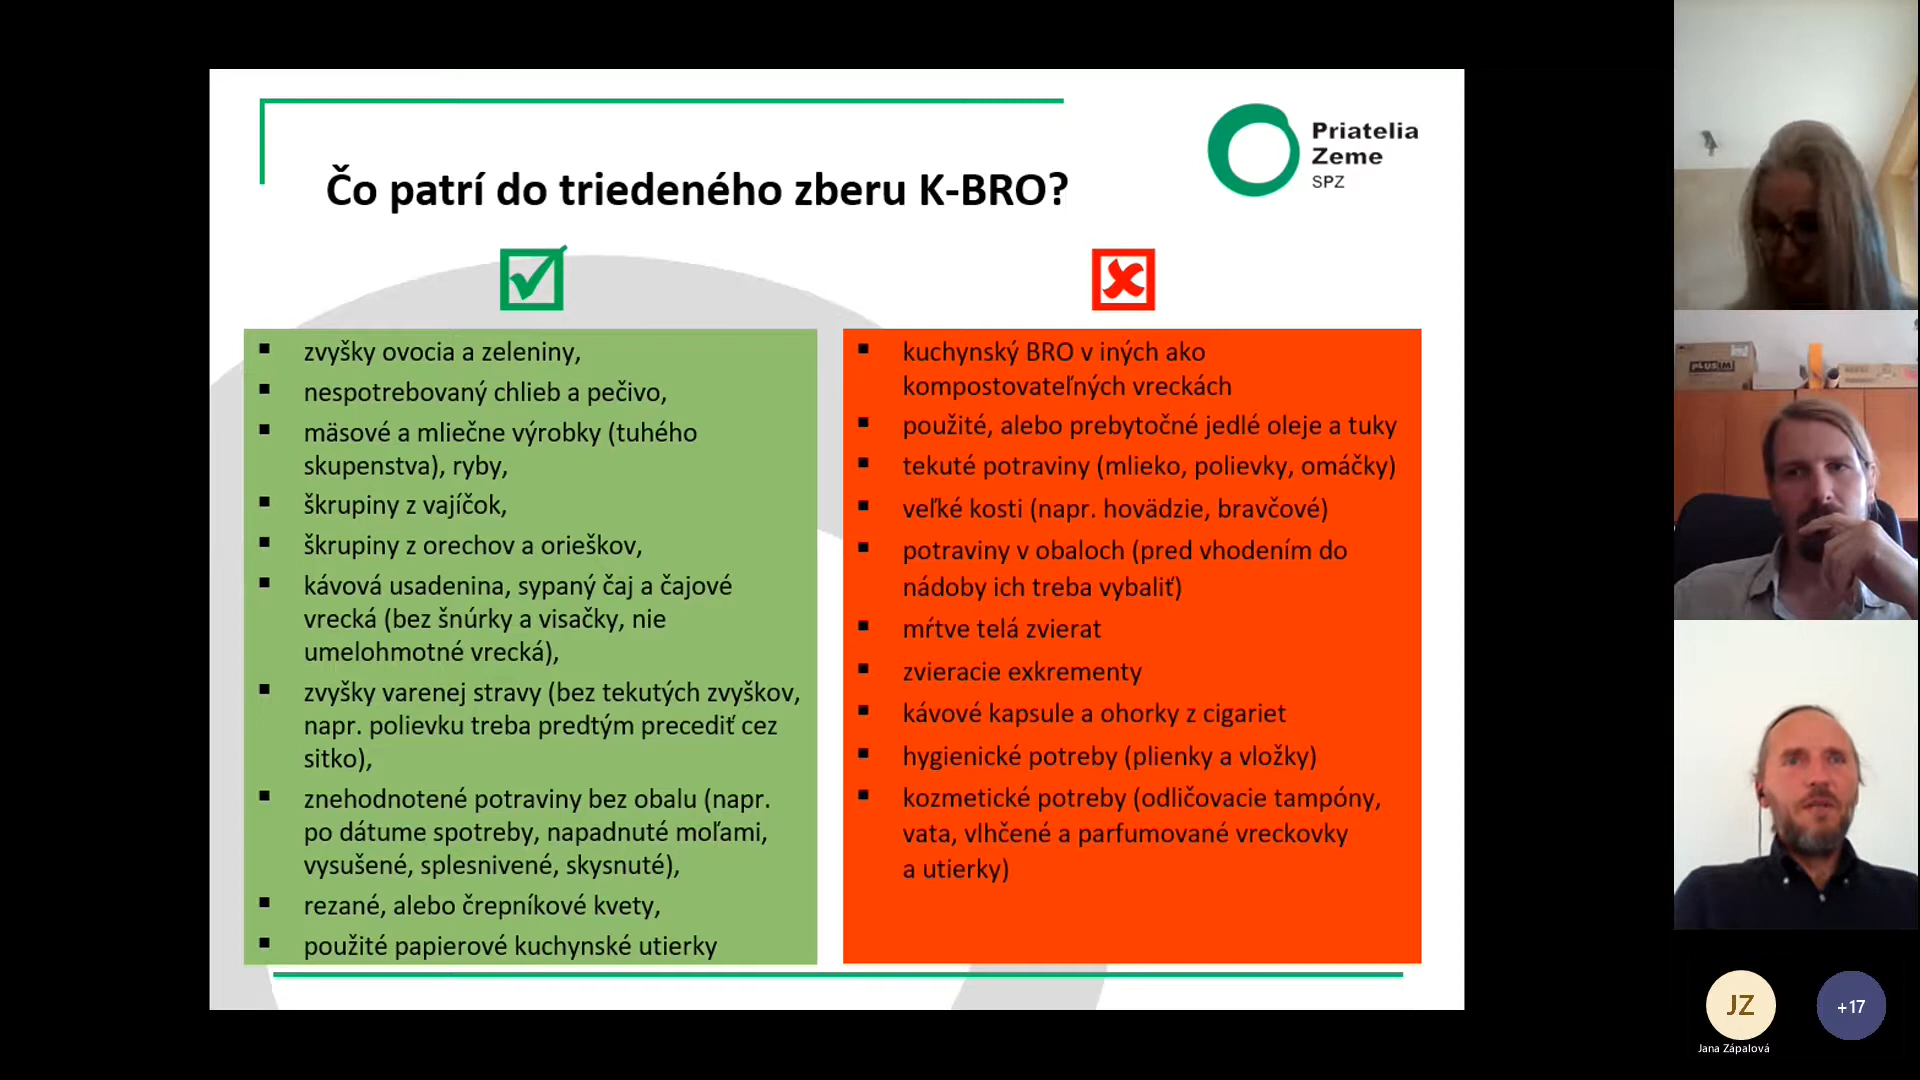 Čo patrí do triedeného zberu K-BRO?
Priatelia
Zeme
SPZ
zvyšky ovocia a zeleniny,
nespotrebovaný chlieb a pečivo,
mäsové a mliečne výrobky (tuhého
skupenstva), ryby,
škrupiny z vajíčok,
škrupiny z orechov a orieškov,
kávová usadenina, sypaný čaj a čajové
vrecká (bez šnúrky a visačky, nie
umelohmotné vrecká),
zvyšky varenej stravy (bez tekutých zvyškov,
napr. polievku treba predtým precediť cez
sitko),
znehodnotené potraviny bez obalu (napr.
po dátume spotreby, napadnuté moľami,
vysušené, splesnivené, skysnuté),
rezané, alebo črepníkové kvety,
použité papierové kuchynské utierky
kuchynský BRO v iných ako
kompostovateľných vreckách
použité, alebo prebytočné jedlé oleje a tuky
tekuté potraviny (mlieko, polievky, omáčky)
veľké kosti (napr. hovädzie, bravčové)
potraviny v obaloch (pred vhodením do
nádoby ich treba vybaliť)
mŕtve telá zvierat
zvieracie exkrementy
kávové kapsule a ohorky z cigariet
hygienické potreby (plienky a vložky)
kozmetické potreby (odličovacie tampóny,
vata, vlhčené a parfumované vreckovky
a utierky)
JZ
Jana Zápalová
+17